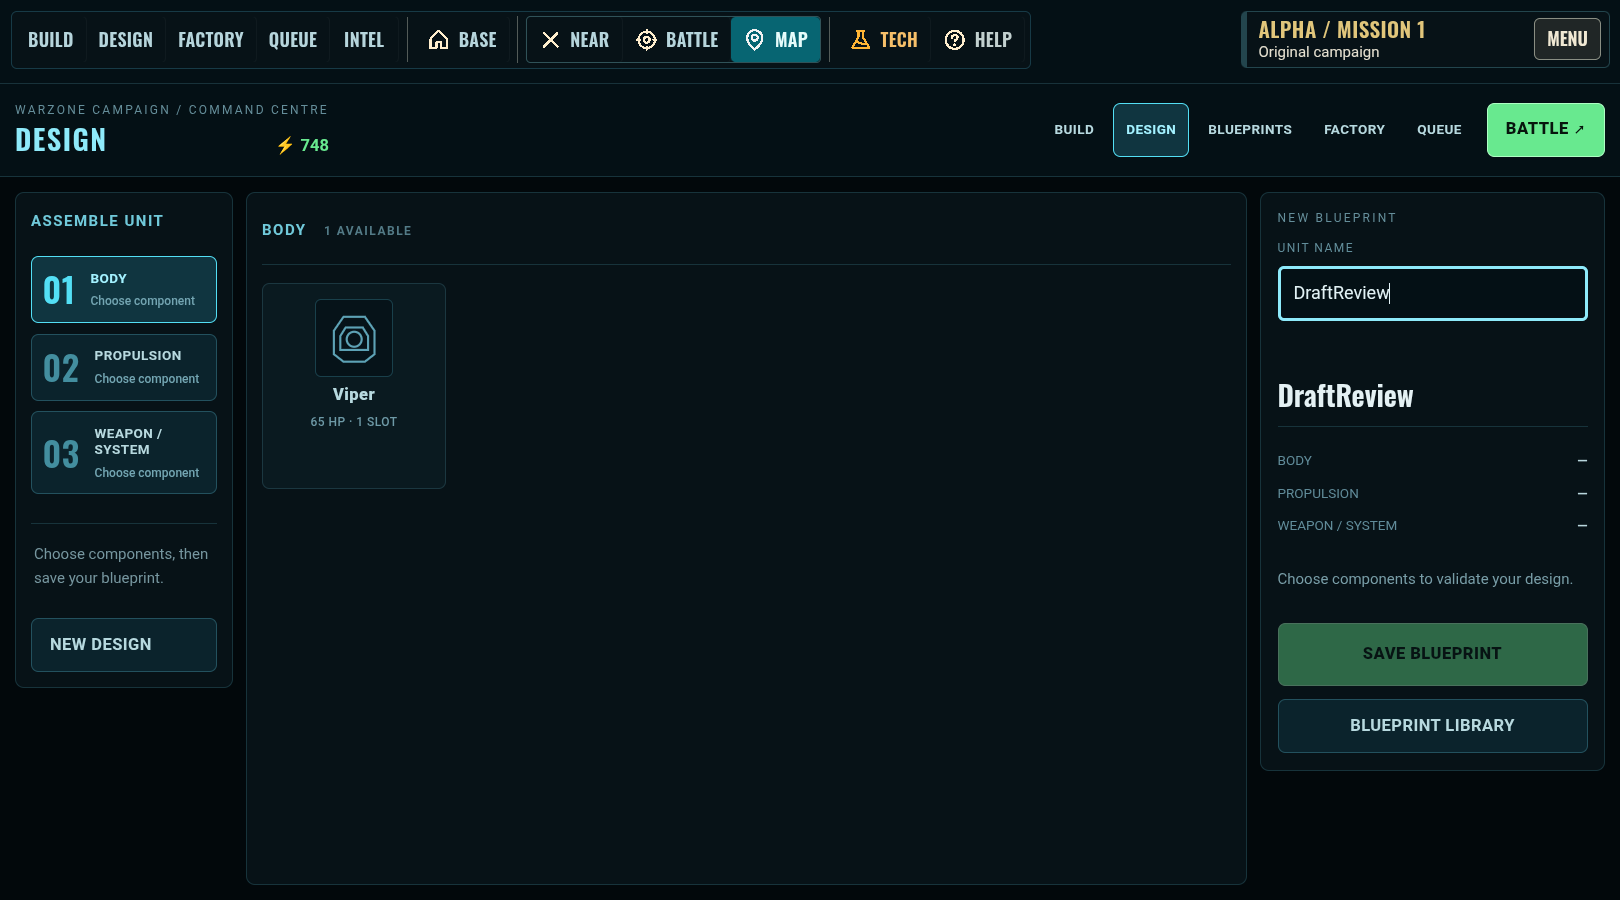 BUILD DESIGN FACTORY QUEUE INTEL BASE NEAR BATTLE MAP TECH HELP
ALPHA / MISSION 1
Original campaign
MENU
WARZONE CAMPAIGN / COMMAND CENTRE
DESIGN
⚡ 748
BUILD DESIGN BLUEPRINTS FACTORY QUEUE BATTLE ↗
ASSEMBLE UNIT
01 BODY
Choose component
02 PROPULSION
Choose component
03 WEAPON /
SYSTEM
Choose component
Choose components, then
save your blueprint.
NEW DESIGN
BODY 1 AVAILABLE
Viper
65 HP · 1 SLOT
NEW BLUEPRINT
UNIT NAME
DraftReview
DraftReview
BODY –
PROPULSION –
WEAPON / SYSTEM –
Choose components to validate your design.
SAVE BLUEPRINT
BLUEPRINT LIBRARY